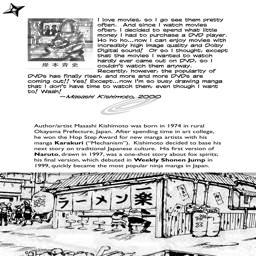 I love movies, so I go see them pretty
often. And since I watch movies
often, I decided to spend what little
money I had to purchase a DVD player.
Ho ho ho...now I can enjoy movies with
incredibly high image quality and Dolby
Digital sound! Or so I thought, except
that the movies I wanted to watch
hardly ever came out on DVD, so I
couldn't watch them anyway.
岸本斉史
Recently, however, the popularity of
DVDs has finally risen, and more and more DVDs are
coming out!! Yes! Except...now I'm so busy drawing manga
that I don't have time to watch them, even though I want
to! Waah!
—Masashi Kishimoto, 2000
Author/artist Masashi Kishimoto was born in 1974 in rural
Okayama Prefecture, Japan. After spending time in art college,
he won the Hop Step Award for new manga artists with his
manga Karakuri ("Mechanism"). Kishimoto decided to base his
next story on traditional Japanese culture. His first version of
Naruto, drawn in 1997, was a one-shot story about fox spirits;
his final version, which debuted in Weekly Shonen Jump in
1999, quickly became the most popular ninja manga in Japan.
ラーメン
楽